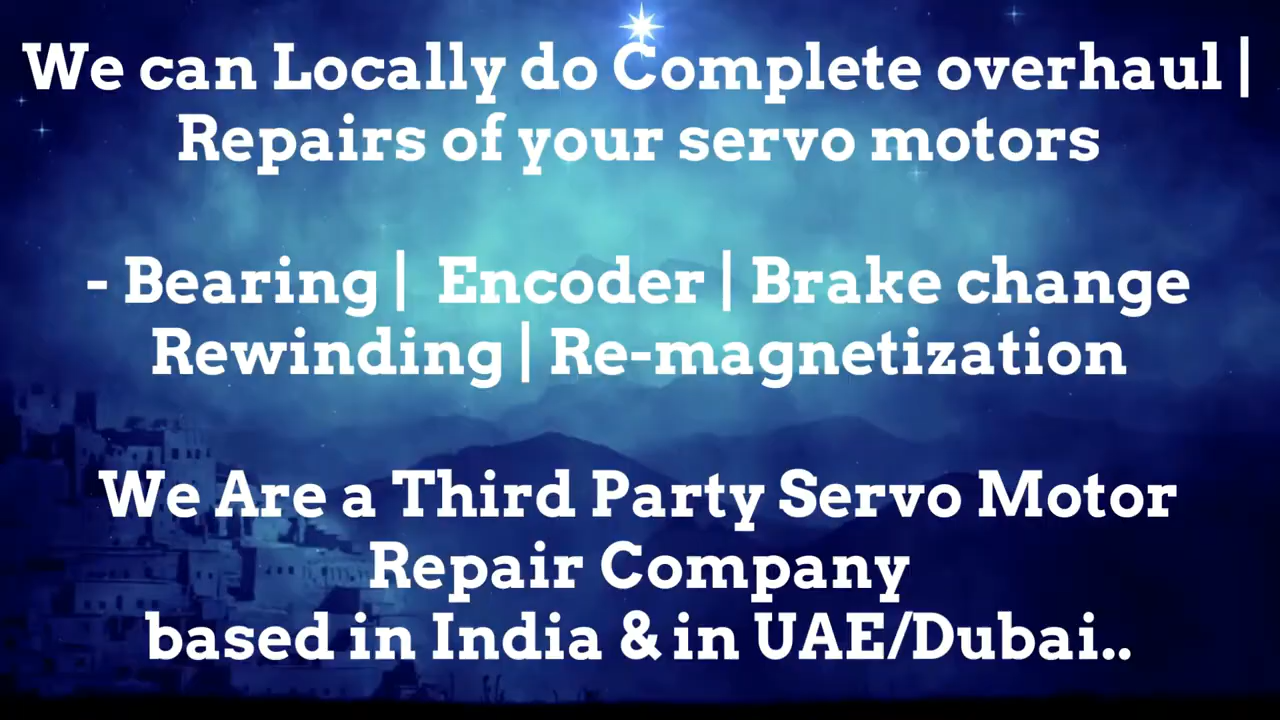 We can Locally do Complete overhaul |
Repairs of your servo motors
- Bearing | Encoder | Brake change
Rewinding | Re-magnetization
We Are a Third Party Servo Motor
Repair Company
based in India & in UAE/Dubai..